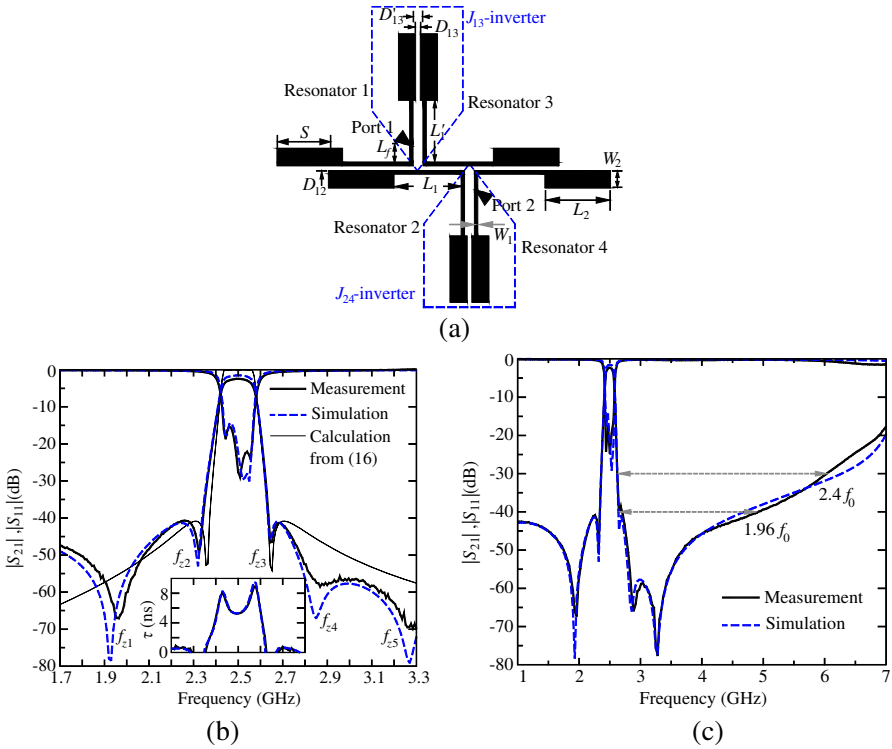 D′13
J13-inverter
D13
Resonator 1
Resonator 3
Port 1
L′1
S
Lf
W2
D12
L1
Port 2
L2
Resonator 2
W1
Resonator 4
J24-inverter
(a)
0
-10
-20
-30
-40
-50
-60
-70
-80
|S21| ,|S11|(dB)
Measurement
Simulation
Calculation
from (16)
fz2
fz3
fz1
fz4
fz5
τ (ns)
8
4
0
1.7 1.9 2.1 2.3 2.5 2.7 2.9 3.1 3.3
Frequency (GHz)
(b)
0
-10
-20
-30
-40
-50
-60
-70
-80
|S21| ,|S11|(dB)
2.4 f0
1.96 f0
Measurement
Simulation
1 2 3 4 5 6 7
Frequency (GHz)
(c)